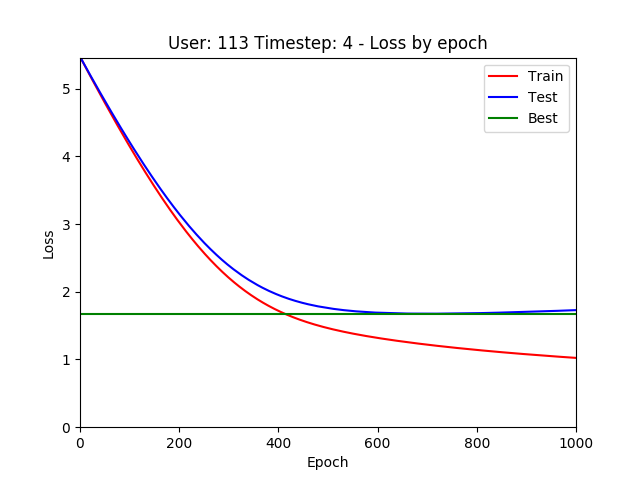 User: 113 Timestep: 4 - Loss by epoch
Train
Test
Best
Loss
5
4
3
2
1
0
0 200 400 600 800 1000
Epoch